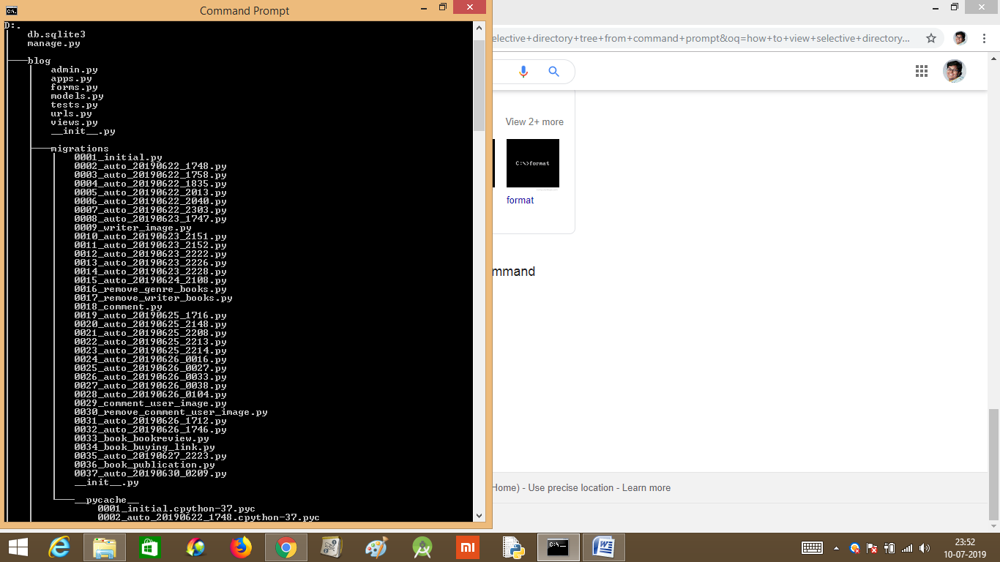 Command Prompt
D:.
db.sqlite3
manage.py
blog
admin.py
apps.py
forms.py
models.py
tests.py
urls.py
views.py
__init__.py
migrations
0001_initial.py
0002_auto_20190622_1748.py
0003_auto_20190622_1758.py
0004_auto_20190622_1835.py
0005_auto_20190622_2013.py
0006_auto_20190622_2040.py
0007_auto_20190622_2303.py
0008_auto_20190623_1747.py
0009_writer_image.py
0010_auto_20190623_2151.py
0011_auto_20190623_2152.py
0012_auto_20190623_2222.py
0013_auto_20190623_2226.py
0014_auto_20190623_2228.py
0015_auto_20190624_2108.py
0016_remove_genre_books.py
0017_remove_writer_books.py
0018_comment.py
0019_auto_20190625_1716.py
0020_auto_20190625_2148.py
0021_auto_20190625_2208.py
0022_auto_20190625_2213.py
0023_auto_20190625_2214.py
0024_auto_20190626_0016.py
0025_auto_20190626_0027.py
0026_auto_20190626_0033.py
0027_auto_20190626_0038.py
0028_auto_20190626_0104.py
0029_comment_user_image.py
0030_remove_comment_user_image.py
0031_auto_20190626_1712.py
0032_auto_20190626_1746.py
0033_book_bookreview.py
0034_book_buying_link.py
0035_auto_20190627_2223.py
0036_book_publication.py
0037_auto_20190630_0209.py
__init__.py
__pycache__
0001_initial.cpython-37.pyc
0002_auto_20190622_1748.cpython-37.pyc
elective+directory+tree+from+command+prompt&oq=how+to+view+selective+directory...
View 2+ more
C:\>format
format
mmand
Home) - Use precise location - Learn more
C:\._
mi
W
23:52
10-07-2019